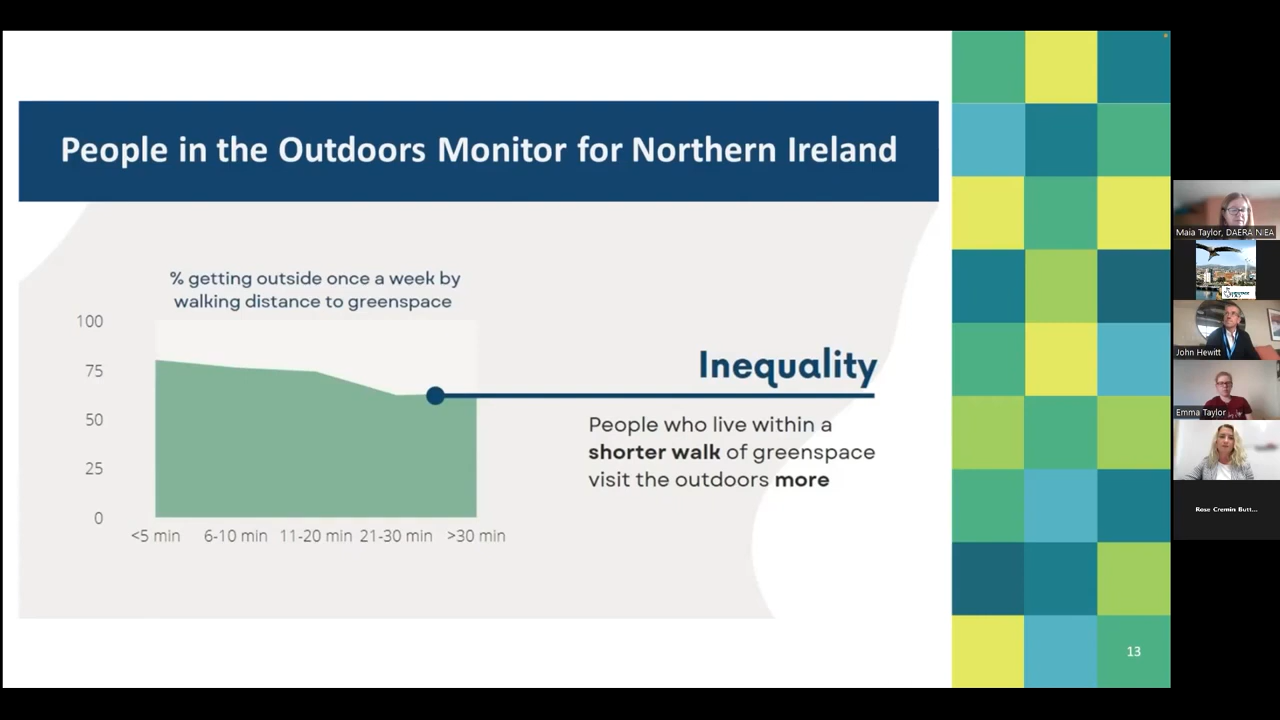 People in the Outdoors Monitor for Northern Ireland
% getting outside once a week by
walking distance to greenspace
100
75
50
25
0
<5 min 6-10 min 11-20 min 21-30 min >30 min
Inequality
People who live within a
shorter walk of greenspace
visit the outdoors more
13
Maia Taylor, DAERA NIEA
John Hewitt
Emma Taylor
Rose Cremin Butt...